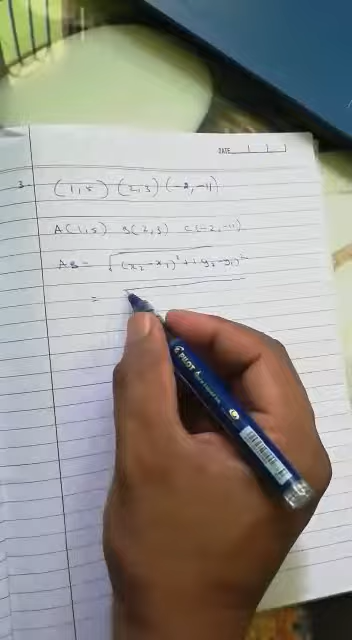 DATE
3. (1,5) (2,3) (-2,-11)
A(1,5) B(2,3) C(-2,-11)
AB = √(x₂-x₁)²+(y₂-y₁)²
=
PILOT